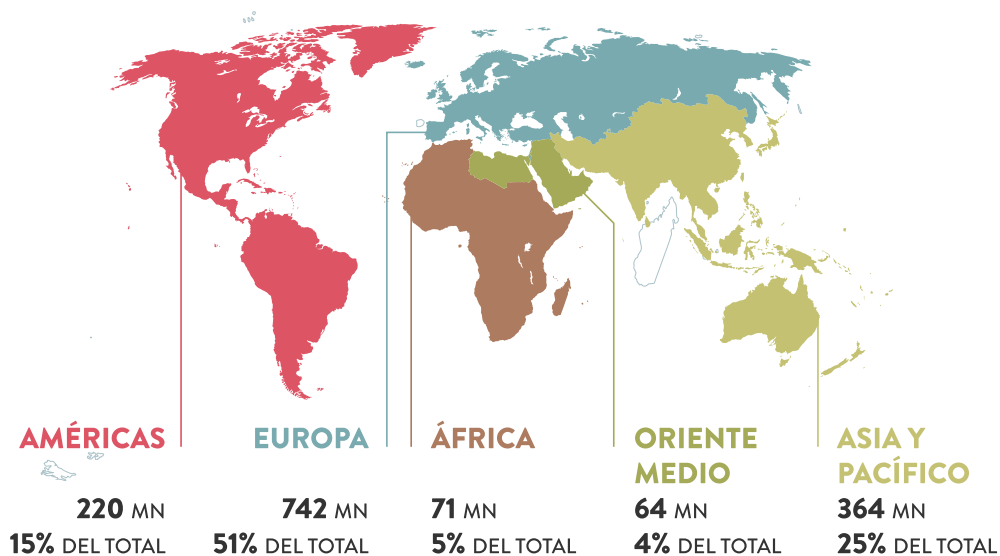 AMÉRICAS
220 MN
15% DEL TOTAL
EUROPA
742 MN
51% DEL TOTAL
ÁFRICA
71 MN
5% DEL TOTAL
ORIENTE
MEDIO
64 MN
4% DEL TOTAL
ASIA Y
PACÍFICO
364 MN
25% DEL TOTAL